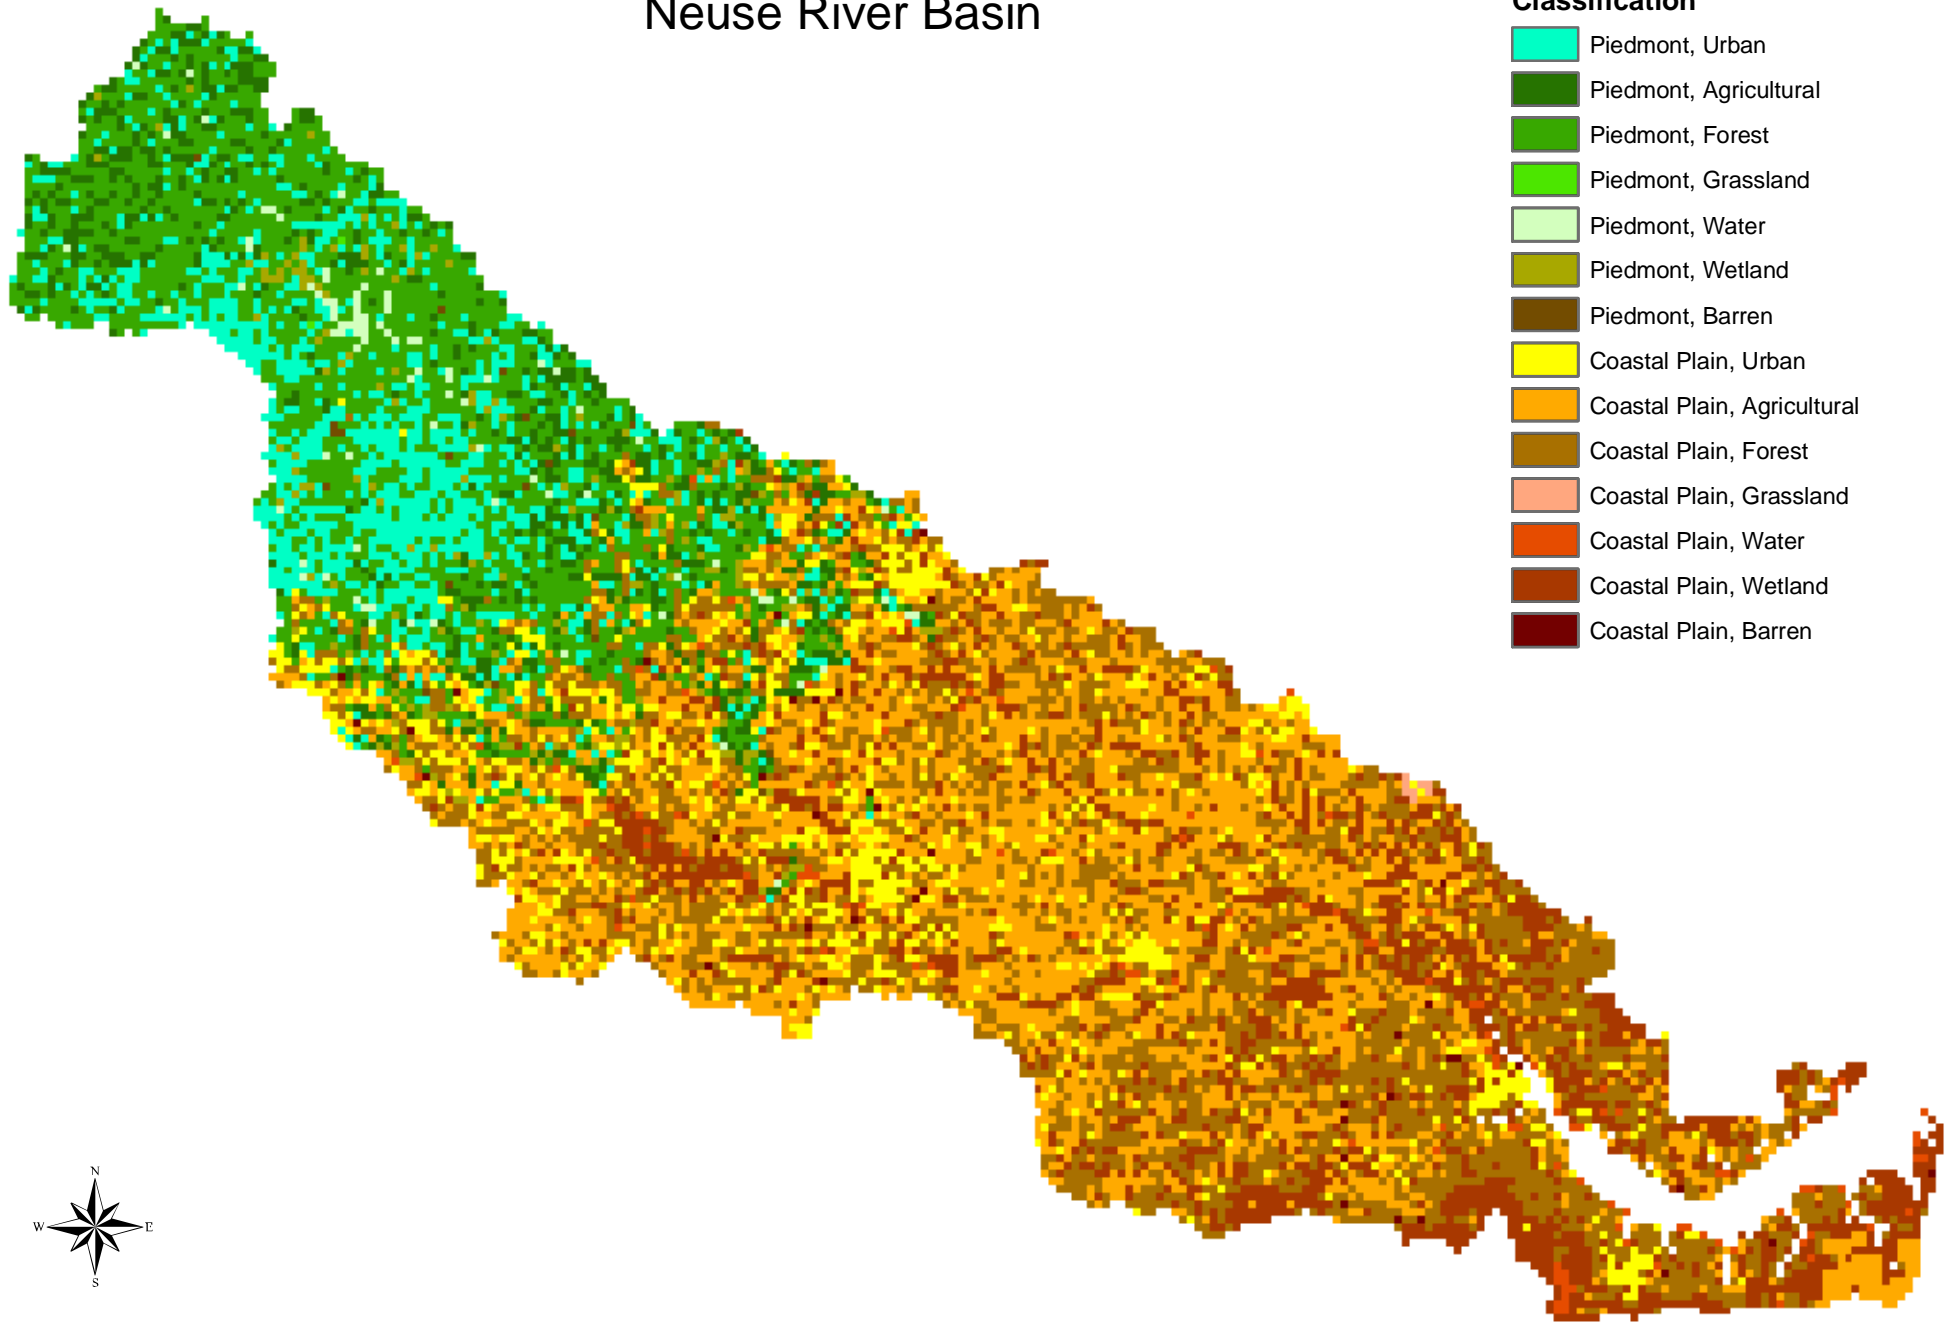 Neuse River Basin
Classification
Piedmont, Urban
Piedmont, Agricultural
Piedmont, Forest
Piedmont, Grassland
Piedmont, Water
Piedmont, Wetland
Piedmont, Barren
Coastal Plain, Urban
Coastal Plain, Agricultural
Coastal Plain, Forest
Coastal Plain, Grassland
Coastal Plain, Water
Coastal Plain, Wetland
Coastal Plain, Barren
N
W E
S